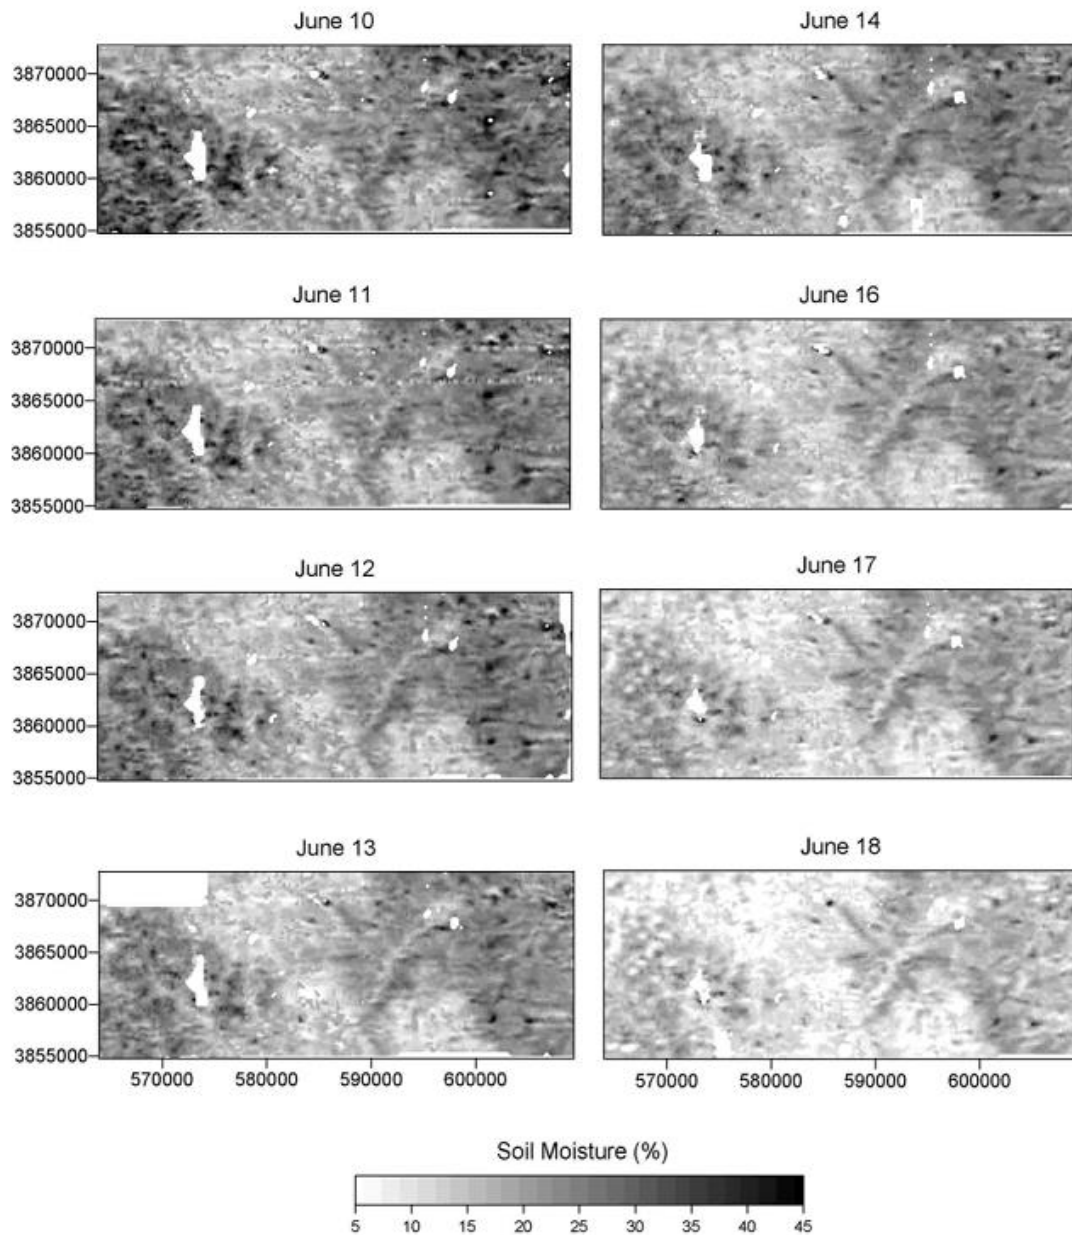 June 10
June 14
3870000
3865000
3860000
3855000
June 11
June 16
3870000
3865000
3860000
3855000
June 12
June 17
3870000
3865000
3860000
3855000
June 13
June 18
3870000
3865000
3860000
3855000
570000 580000 590000 600000
570000 580000 590000 600000
Soil Moisture (%)
5 10 15 20 25 30 35 40 45